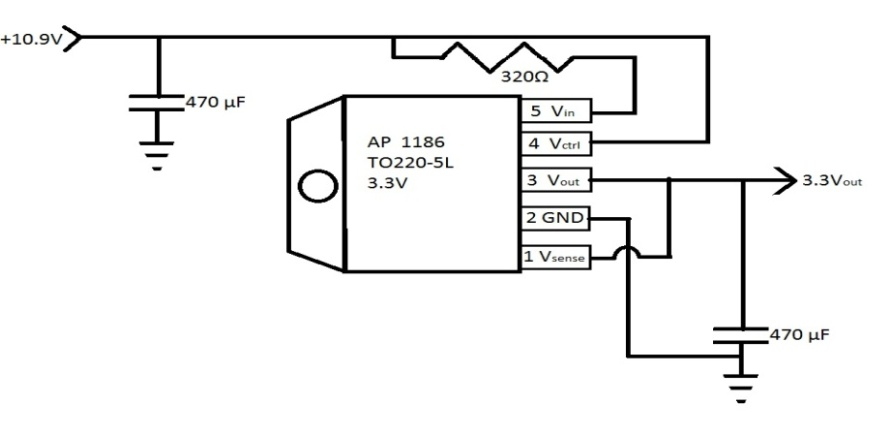 +10.9V
470 µF
320Ω
AP 1186
TO220-5L
3.3V
5 Vin
4 Vctrl
3 Vout
2 GND
1 Vsense
3.3Vout
470 µF